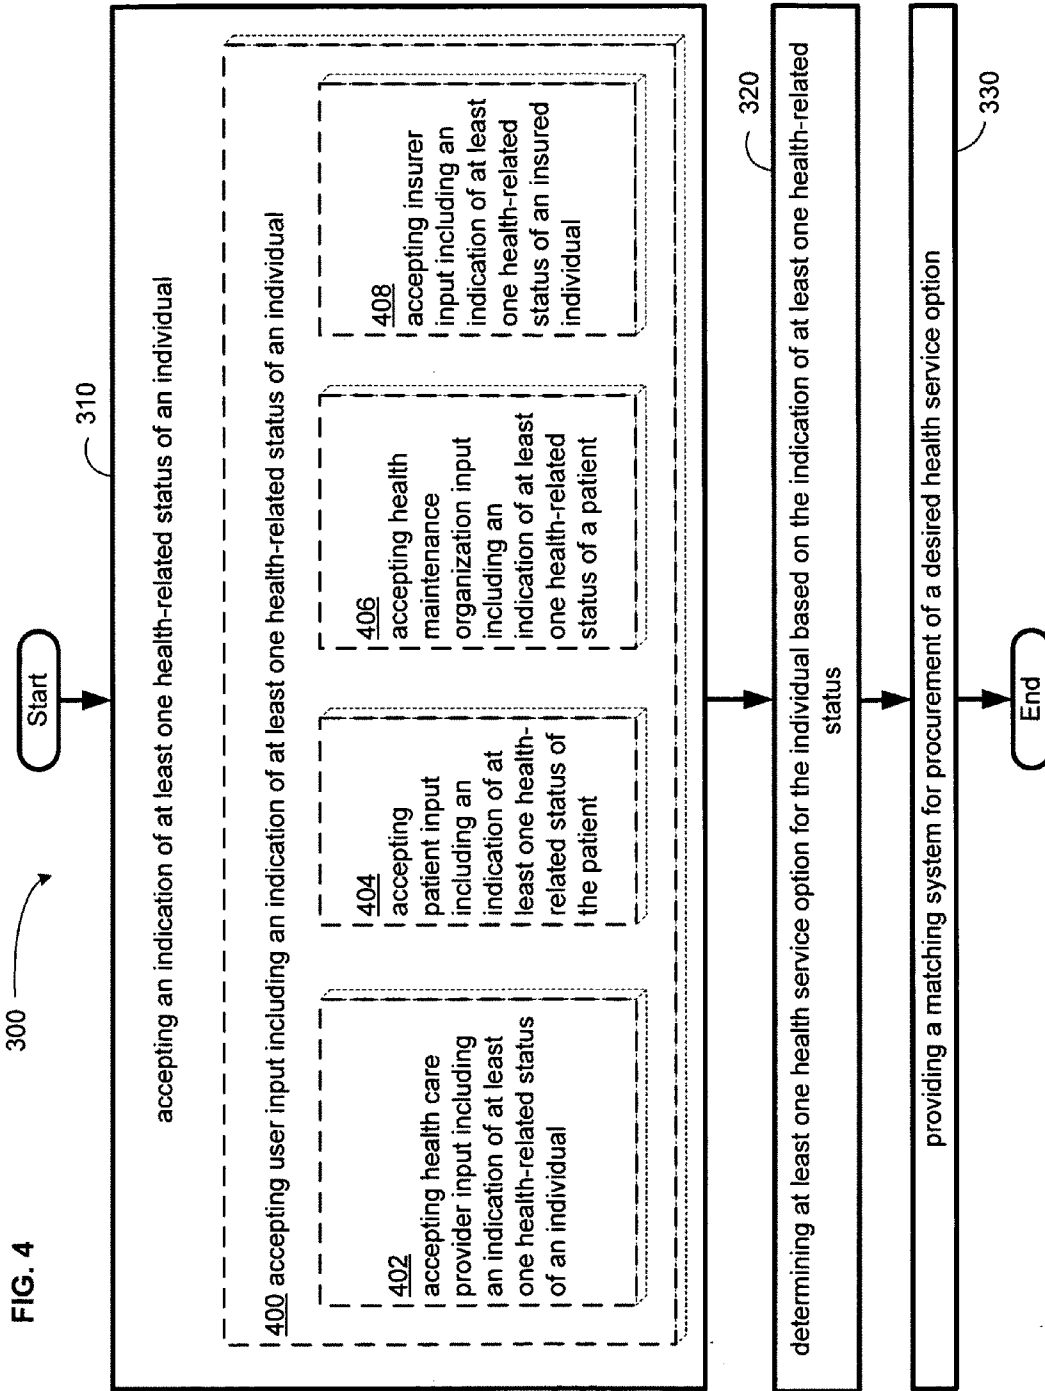 FIG. 4
300
Start
310
accepting an indication of at least one health-related status of an individual
400 accepting user input including an indication of at least one health-related status of an individual
402
accepting health care
provider input including
an indication of at least
one health-related status
of an individual
404
accepting
patient input
including an
indication of at
least one health-
related status of
the patient
406
accepting health
maintenance
organization input
including an
indication of at least
one health-related
status of a patient
408
accepting insurer
input including an
indication of at least
one health-related
status of an insured
individual
320
determining at least one health service option for the individual based on the indication of at least one health-related
status
330
providing a matching system for procurement of a desired health service option
End